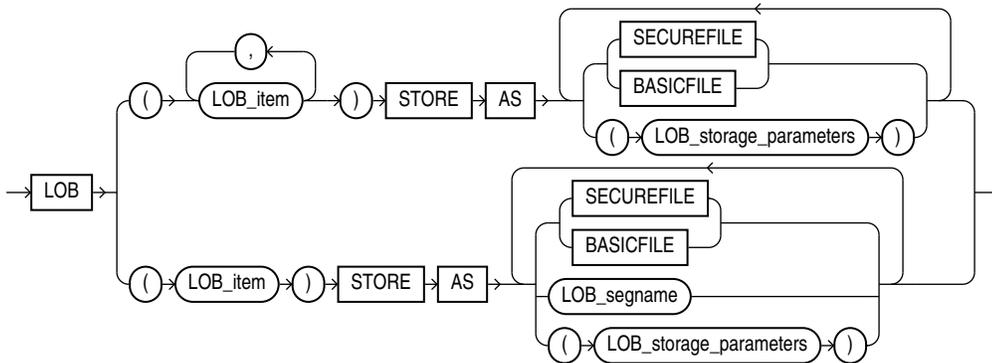 ,
SECUREFILE
( LOB_item ) STORE AS BASICFILE
( LOB_storage_parameters )
LOB
SECUREFILE
BASICFILE
( LOB_item ) STORE AS LOB_segname
( LOB_storage_parameters )